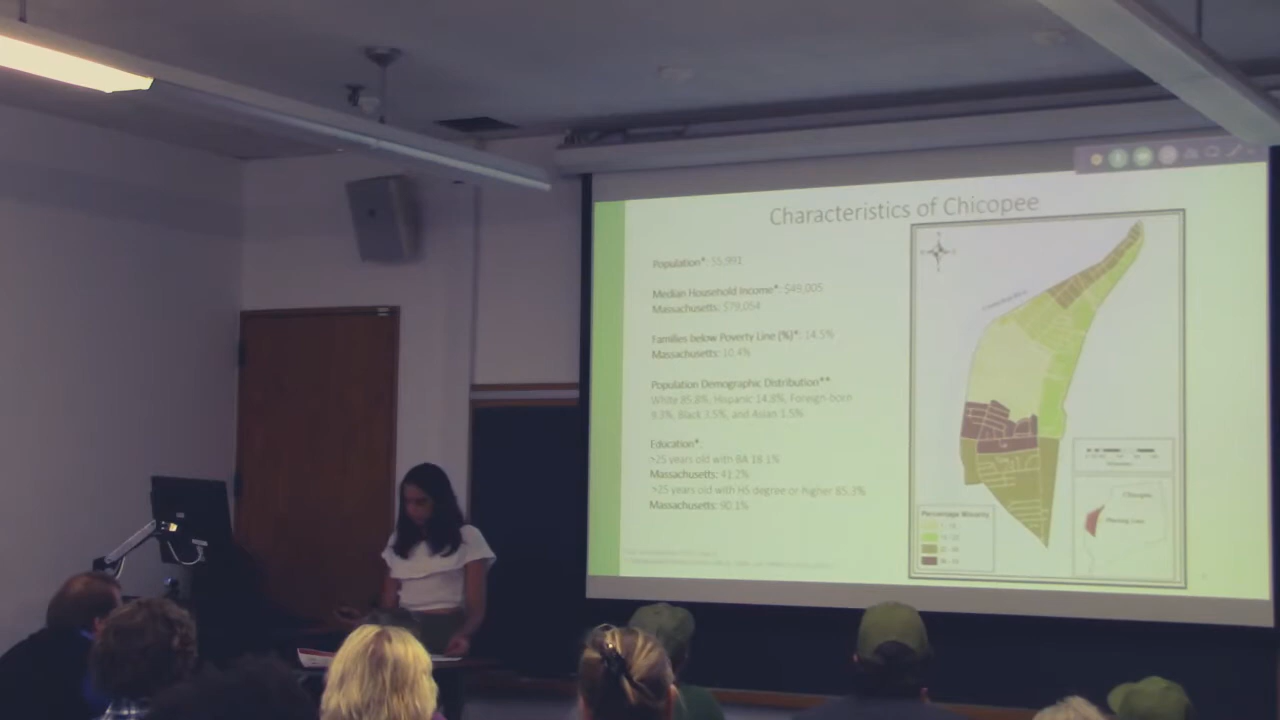 Characteristics of Chicopee
Population*: 55,991
Median Household Income*: $49,005
Massachusetts: $79,054
Families below Poverty Line (%)*: 14.5%
Massachusetts: 10.4%
Population Demographic Distribution**
White 85.8%, Hispanic 14.8%, Foreign-born
9.3%, Black 3.5%, and Asian 1.5%
Education*:
>25 years old with BA 18.1%
Massachusetts: 41.2%
>25 years old with HS degree or higher 85.3%
Massachusetts: 90.1%
Percentage Minority
Chicopee